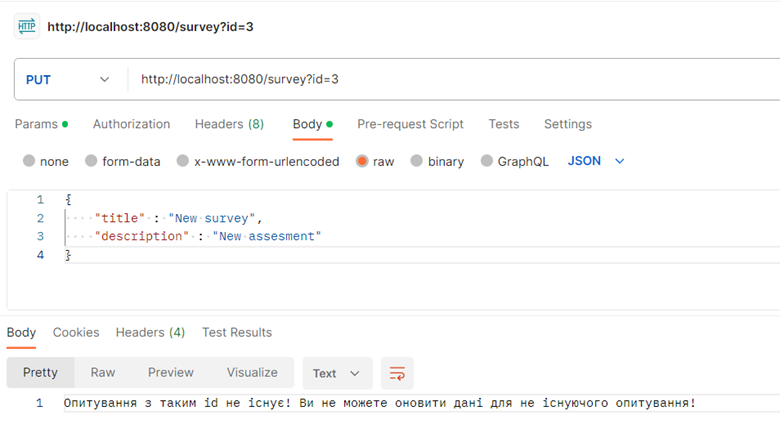 HTTP http://localhost:8080/survey?id=3
PUT http://localhost:8080/survey?id=3
Params Authorization Headers (8) Body Pre-request Script Tests Settings
none form-data x-www-form-urlencoded raw binary GraphQL JSON
1 {
2 "title" : "New survey",
3 "description" : "New assesment"
4 }
Body Cookies Headers (4) Test Results
Pretty Raw Preview Visualize Text
1 Опитування з таким id не існує! Ви не можете оновити дані для не існуючого опитування!